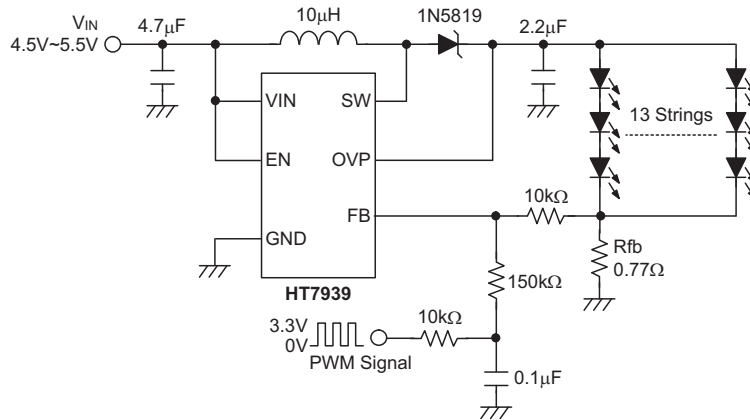 VIN
4.5V~5.5V
4.7μF
10μH
1N5819
2.2μF
VIN
SW
13 Strings
EN
OVP
FB
10kΩ
GND
Rfb
0.77Ω
150kΩ
HT7939
10kΩ
3.3V
0V
PWM Signal
0.1μF